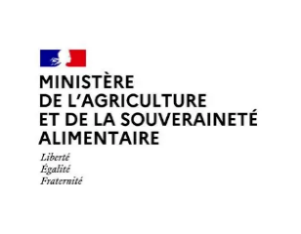 MINISTÈRE
DE L'AGRICULTURE
ET DE LA SOUVERAINETÉ
ALIMENTAIRE
Liberté
Égalité
Fraternité